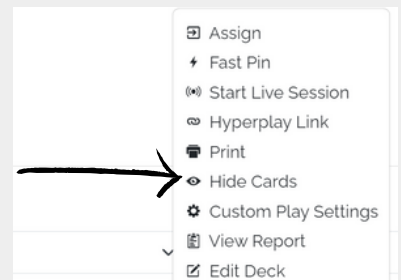 Assign
Fast Pin
Start Live Session
Hyperplay Link
Print
Hide Cards
Custom Play Settings
View Report
Edit Deck